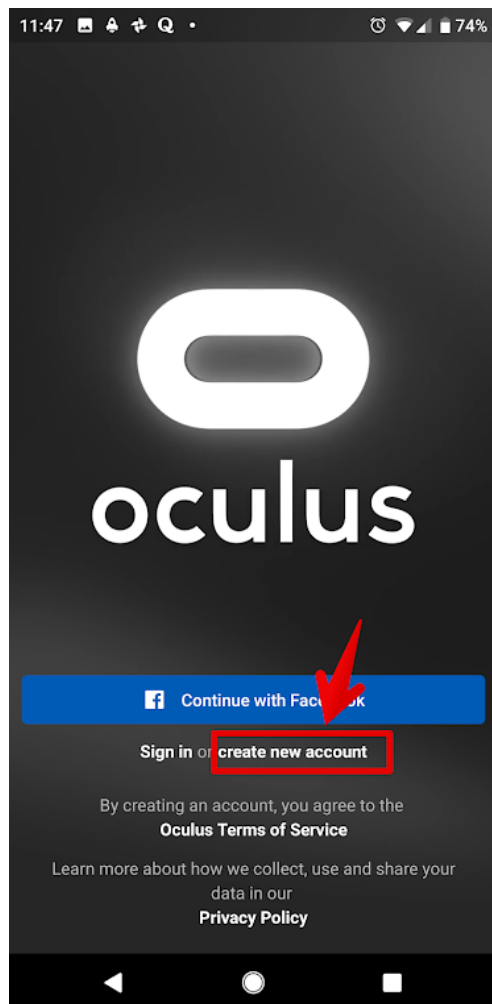 11:47
74%
oculus
Continue with Facebook
Sign in or create new account
By creating an account, you agree to the
Oculus Terms of Service
Learn more about how we collect, use and share your
data in our
Privacy Policy